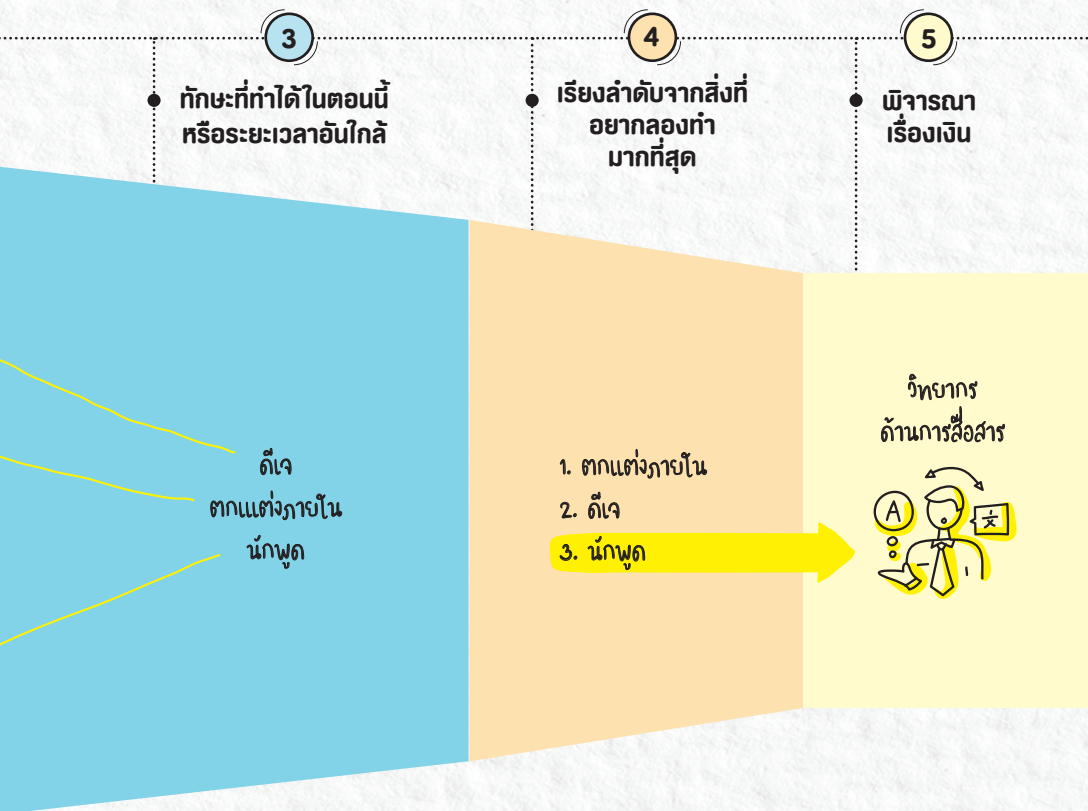 3
ทักษะที่ทำได้ในตอนนี้
หรือระยะเวลาอันใกล้
4
เรียงลำดับจากสิ่งที่
อยากลองทำ
มากที่สุด
5
พิจารณา
เรื่องเงิน
ดีเจ
ตกแต่งภายใน
นักพูด
1. ตกแต่งภายใน
2. ดีเจ
3. นักพูด
วิทยากร
ด้านการสื่อสาร
A